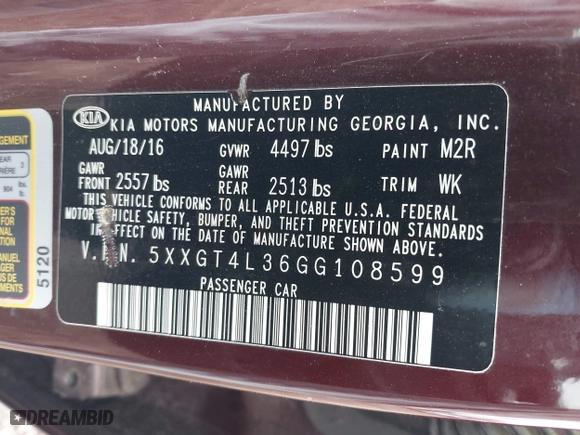 MANUFACTURED BY
KIA KIA MOTORS MANUFACTURING GEORGIA, INC.
AUG/18/16 GVWR 4497 lbs PAINT M2R
GAWR FRONT 2557 lbs GAWR REAR 2513 lbs TRIM WK
THIS VEHICLE CONFORMS TO ALL APPLICABLE U.S.A. FEDERAL
MOTOR VEHICLE SAFETY, BUMPER, AND THEFT PREVENTION STANDARDS
IN EFFECT ON THE DATE OF MANUFACTURE SHOWN ABOVE.
V.I.N. 5XXGT4L36GG108599
PASSENGER CAR
5120
DREAMBID